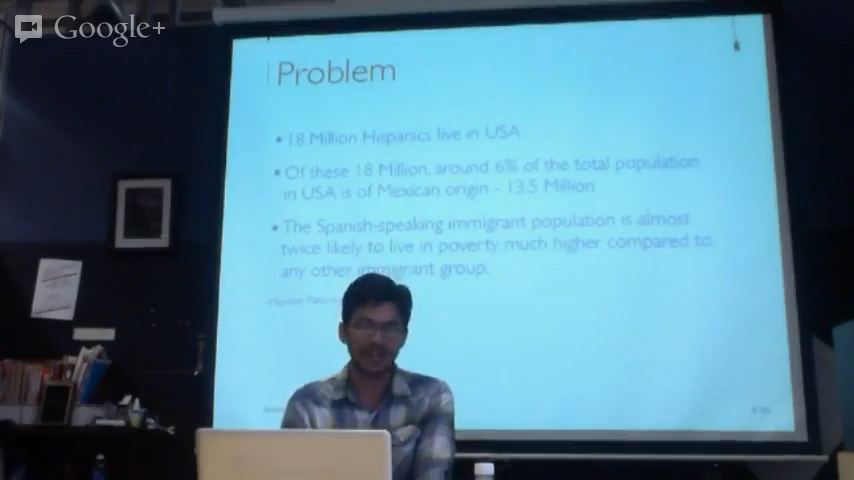 Google+
Problem
• 18 Million Hispanics live in USA
• Of these 18 Million, around 6% of the total population
in USA is of Mexican origin - 13.5 Million
• The Spanish-speaking immigrant population is almost
twice likely to live in poverty much higher compared to
any other immigrant group.